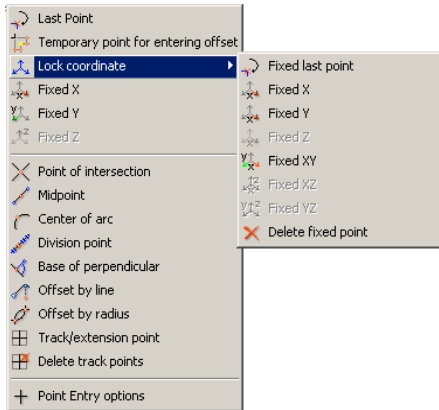 Last Point
Temporary point for entering offset
Lock coordinate
Fixed X
Fixed Y
Fixed Z
Point of intersection
Midpoint
Center of arc
Division point
Base of perpendicular
Offset by line
Offset by radius
Track/extension point
Delete track points
Point Entry options
Fixed last point
Fixed X
Fixed Y
Fixed Z
Fixed XY
Fixed XZ
Fixed YZ
Delete fixed point